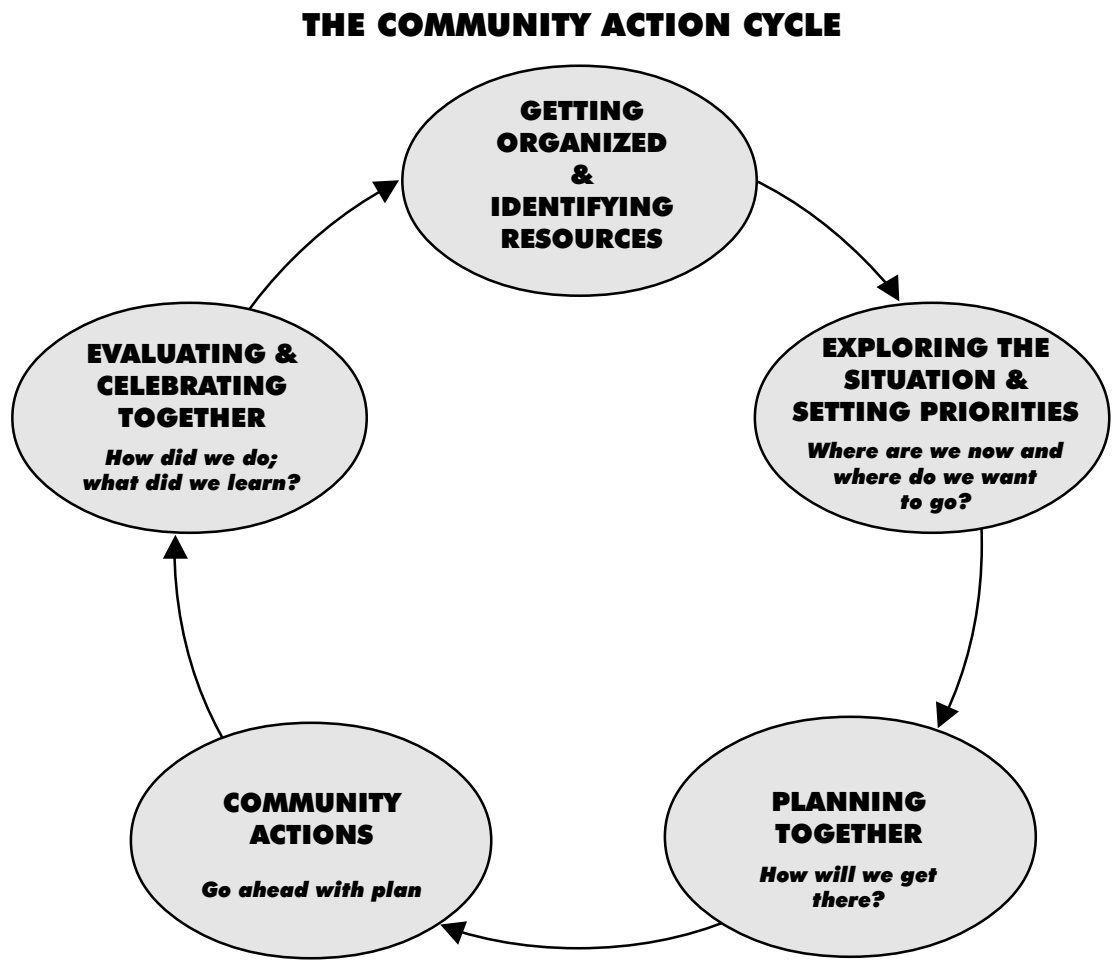 THE COMMUNITY ACTION CYCLE
GETTING
ORGANIZED
&
IDENTIFYING
RESOURCES
EXPLORING THE
SITUATION &
SETTING PRIORITIES
Where are we now and
where do we want
to go?
PLANNING
TOGETHER
How will we get
there?
COMMUNITY
ACTIONS
Go ahead with plan
EVALUATING &
CELEBRATING
TOGETHER
How did we do;
what did we learn?